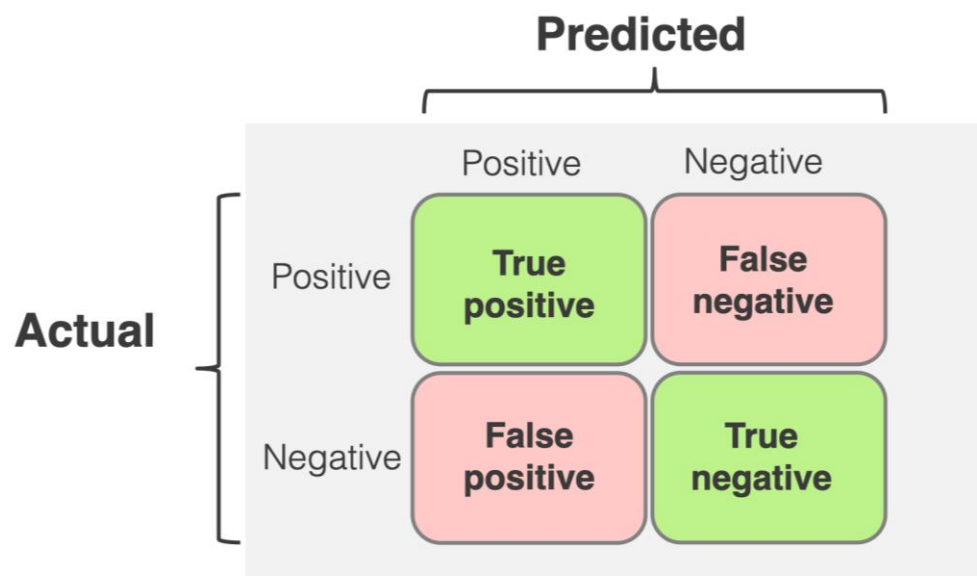 Predicted
Positive Negative
Positive
True
positive
False
negative
Actual
Negative
False
positive
True
negative